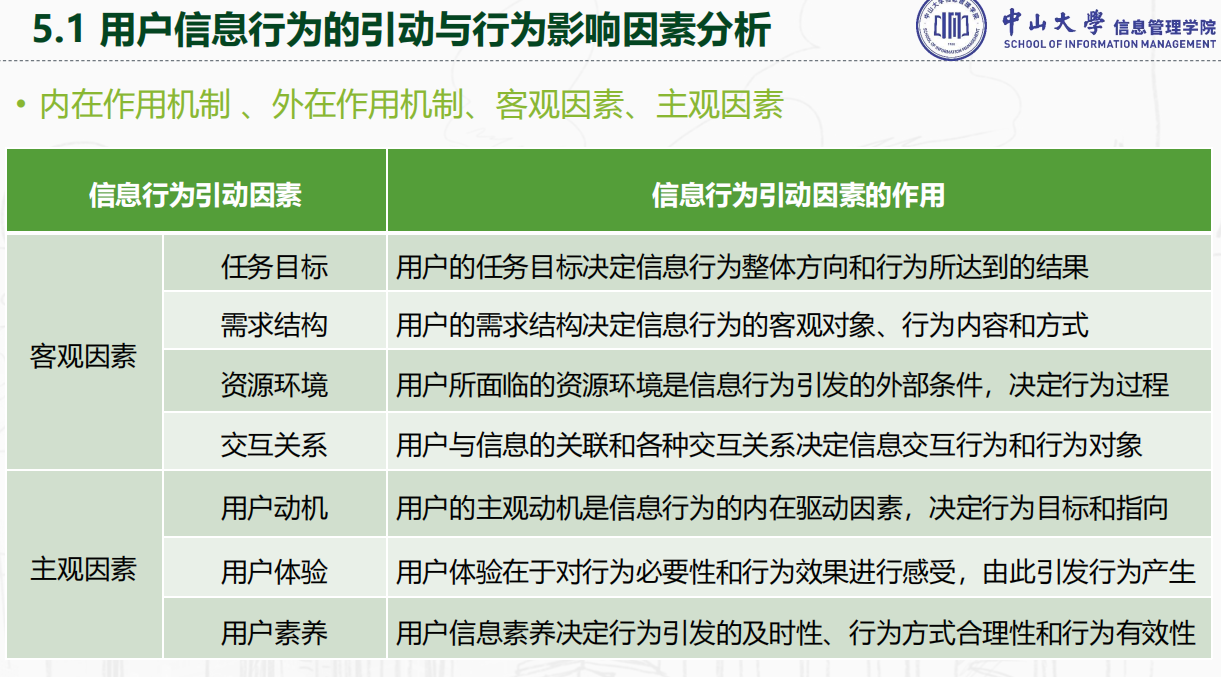 5.1 用户信息行为的引动与行为影响因素分析
中山大学 信息管理学院
SCHOOL OF INFORMATION MANAGEMENT
• 内在作用机制 、外在作用机制、客观因素、主观因素
信息行为引动因素
信息行为引动因素的作用
客观因素
任务目标
用户的任务目标决定信息行为整体方向和行为所达到的结果
需求结构
用户的需求结构决定信息行为的客观对象、行为内容和方式
资源环境
用户所面临的资源环境是信息行为引发的外部条件，决定行为过程
交互关系
用户与信息的关联和各种交互关系决定信息交互行为和行为对象
主观因素
用户动机
用户的主观动机是信息行为的内在驱动因素，决定行为目标和指向
用户体验
用户体验在于对行为必要性和行为效果进行感受，由此引发行为产生
用户素养
用户信息素养决定行为引发的及时性、行为方式合理性和行为有效性